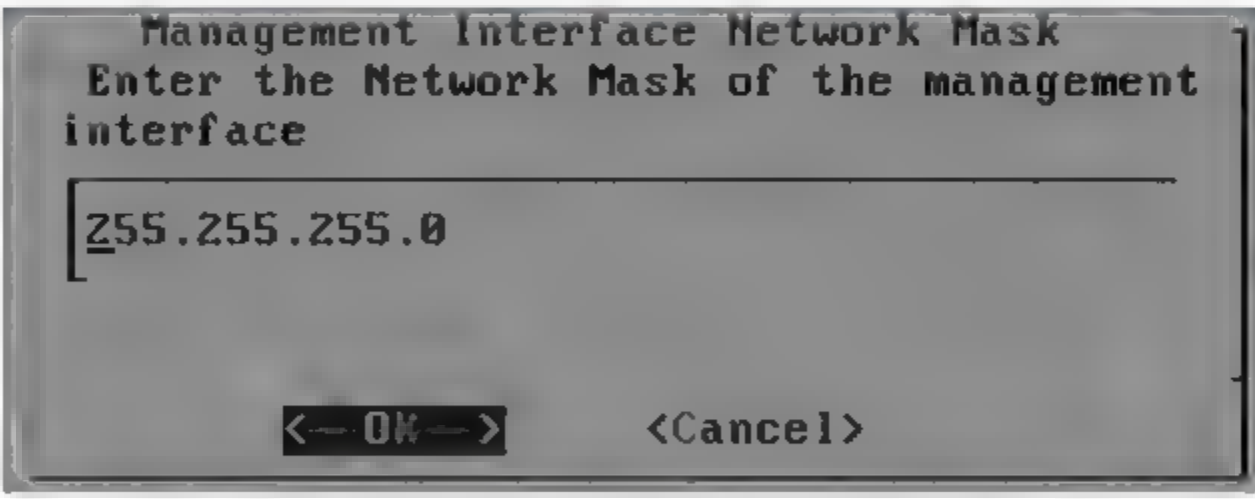 Management Interface Network Mask
Enter the Network Mask of the management
interface
255.255.255.0
<OK> <Cancel>